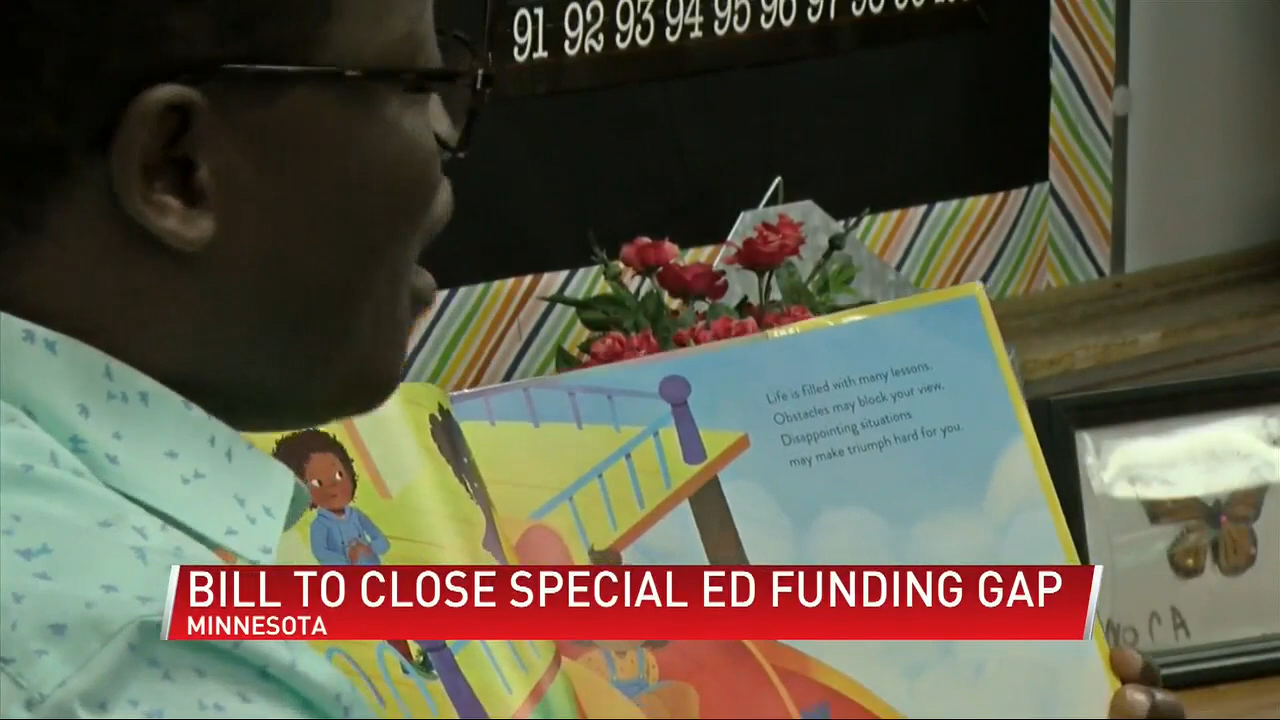 91 92 93 94 95 96 97
Life is filled with many lessons.
Obstacles may block your view.
Disappointing situations
may make triumph hard for you.
BILL TO CLOSE SPECIAL ED FUNDING GAP
MINNESOTA
NorA